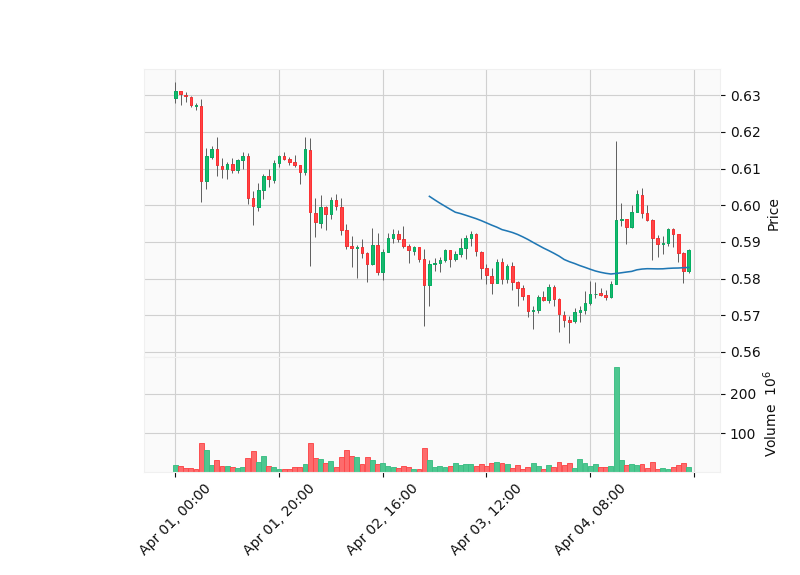 0.63
0.62
0.61
0.60
0.59
0.58
0.57
0.56
Price
200
100
Volume 10⁶
Apr 01, 00:00
Apr 01, 20:00
Apr 02, 16:00
Apr 03, 12:00
Apr 04, 08:00